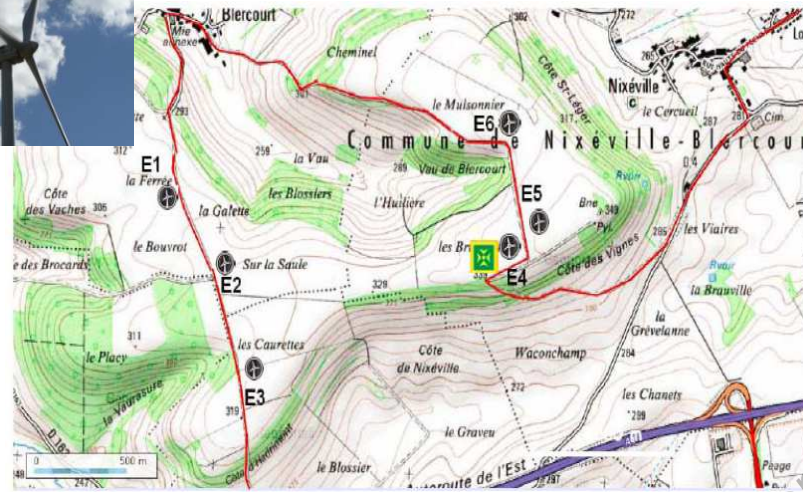 Blercourt
Cheminel
Nixéville
le Cercueil
le Mulsonnier
Côte St-Léger
Commune de Nixéville-Blercour
E6
E1
la Ferrée
la Vau
Vau de Blercourt
les Blossiers
l'Huilière
E5
Côte
des Vaches
la Galette
le Bouvrot
e des Brocards
Sur la Saule
E2
les Br
E4
Côte des Vignes
les Viaires
la Brauville
la
Grévelanne
le Placy
les Caurettes
E3
Côte
de Nixéville
Waconchamp
les Chanets
le Graveu
le Blossier
Autoroute de l'Est
Péage
0 500 m